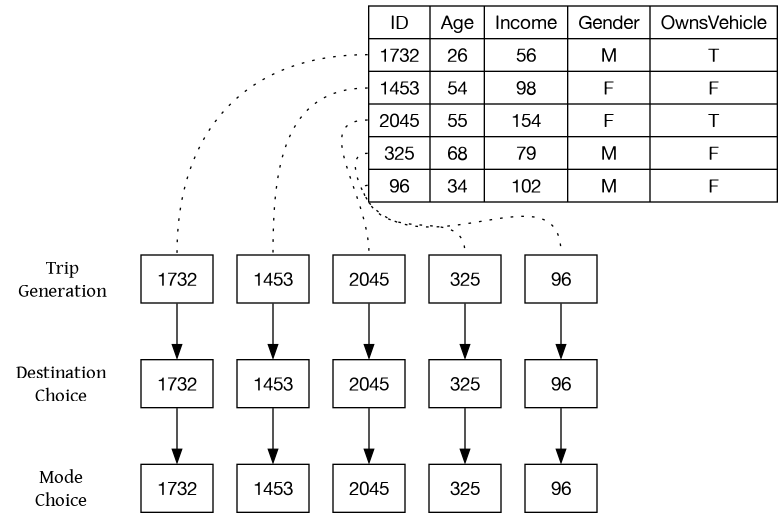 ID Age Income Gender OwnsVehicle
1732 26 56 M T
1453 54 98 F F
2045 55 154 F T
325 68 79 M F
96 34 102 M F
Trip
Generation
1732 1453 2045 325 96
Destination
Choice
1732 1453 2045 325 96
Mode
Choice
1732 1453 2045 325 96